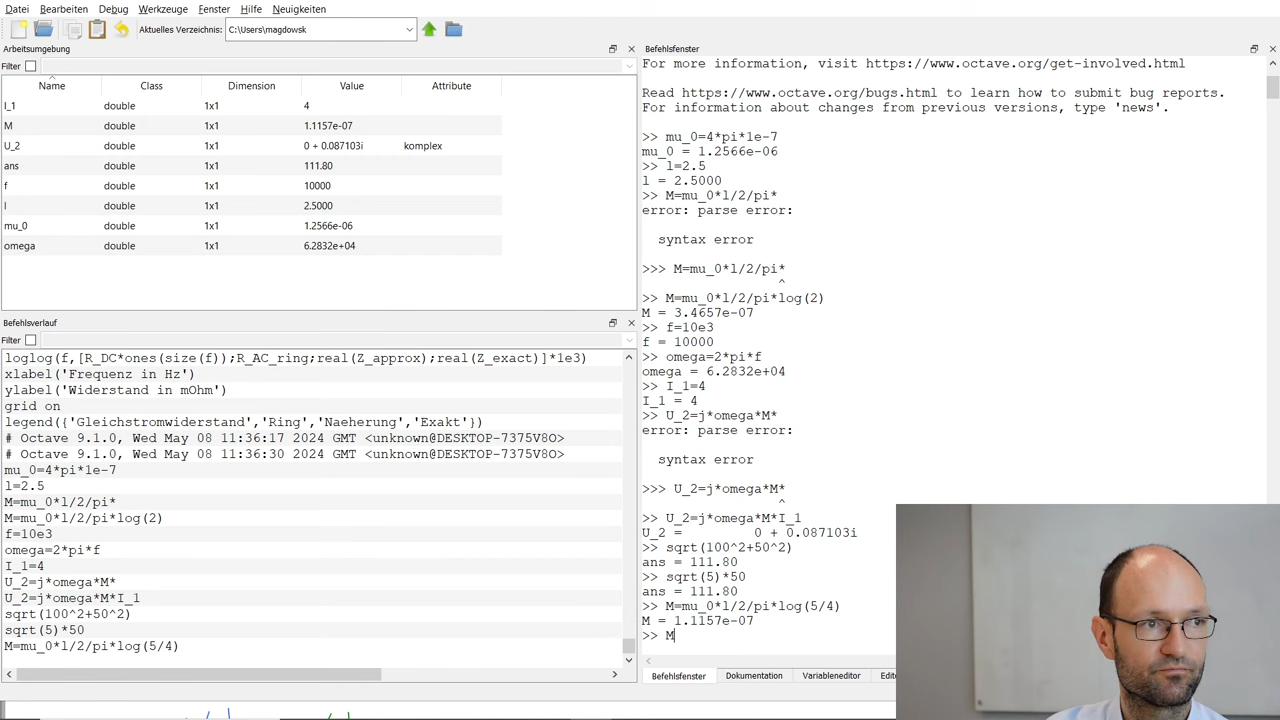 Datei Bearbeiten Debug Werkzeuge Fenster Hilfe Neuigkeiten
Aktuelles Verzeichnis: C:\Users\magdowsk
Arbeitsumgebung
Filter
Name Class Dimension Value Attribute
I_1 double 1x1 4
M double 1x1 1.1157e-07
U_2 double 1x1 0 + 0.087103i komplex
ans double 1x1 111.80
f double 1x1 10000
l double 1x1 2.5000
mu_0 double 1x1 1.2566e-06
omega double 1x1 6.2832e+04
Befehlsverlauf
Filter
loglog(f,[R_DC*ones(size(f));R_AC_ring;real(Z_approx);real(Z_exact)]*1e3)
xlabel('Frequenz in Hz')
ylabel('Widerstand in mOhm')
grid on
legend({'Gleichstromwiderstand','Ring','Naeherung','Exakt'})
# Octave 9.1.0, Wed May 08 11:36:17 2024 GMT <unknown@DESKTOP-7375V8O>
# Octave 9.1.0, Wed May 08 11:36:30 2024 GMT <unknown@DESKTOP-7375V8O>
mu_0=4*pi*1e-7
l=2.5
M=mu_0*l/2/pi*
M=mu_0*l/2/pi*log(2)
f=10e3
omega=2*pi*f
I_1=4
U_2=j*omega*M*
U_2=j*omega*M*I_1
sqrt(100^2+50^2)
sqrt(5)*50
M=mu_0*l/2/pi*log(5/4)
Befehlsfenster
For more information, visit https://www.octave.org/get-involved.html
Read https://www.octave.org/bugs.html to learn how to submit bug reports.
For information about changes from previous versions, type 'news'.
>> mu_0=4*pi*1e-7
mu_0 = 1.2566e-06
>> l=2.5
l = 2.5000
>> M=mu_0*l/2/pi*
error: parse error:
syntax error
>>> M=mu_0*l/2/pi*
^
>> M=mu_0*l/2/pi*log(2)
M = 3.4657e-07
>> f=10e3
f = 10000
>> omega=2*pi*f
omega = 6.2832e+04
>> I_1=4
I_1 = 4
>> U_2=j*omega*M*
error: parse error:
syntax error
>>> U_2=j*omega*M*
^
>> U_2=j*omega*M*I_1
U_2 = 0 + 0.087103i
>> sqrt(100^2+50^2)
ans = 111.80
>> sqrt(5)*50
ans = 111.80
>> M=mu_0*l/2/pi*log(5/4)
M = 1.1157e-07
>> M
Befehlsfenster Dokumentation Variableneditor Edit